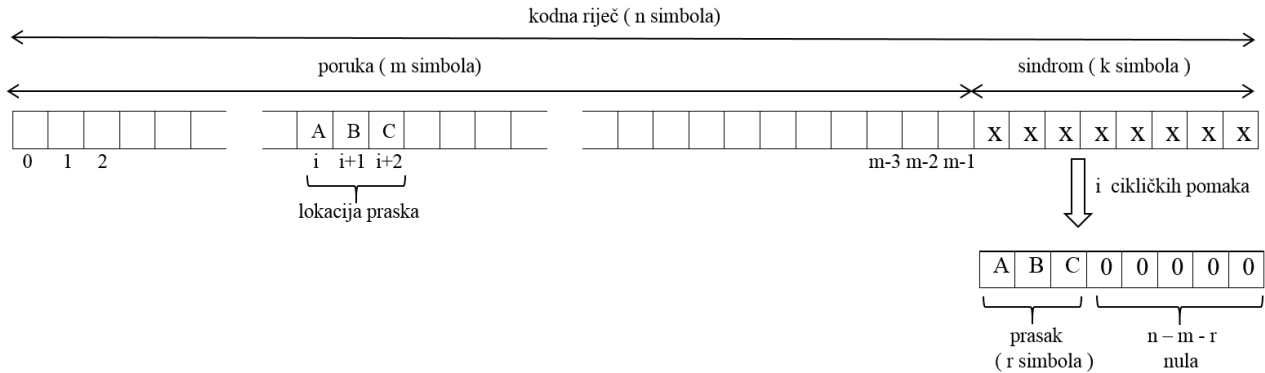 kodna riječ ( n simbola)
poruka ( m simbola)
sindrom ( k simbola )
A B C x x x x x x x x
0 1 2 i i+1 i+2 m-3 m-2 m-1
lokacija praska
i cikličkih pomaka
A B C 0 0 0 0 0
prasak
( r simbola )
n – m - r
nula